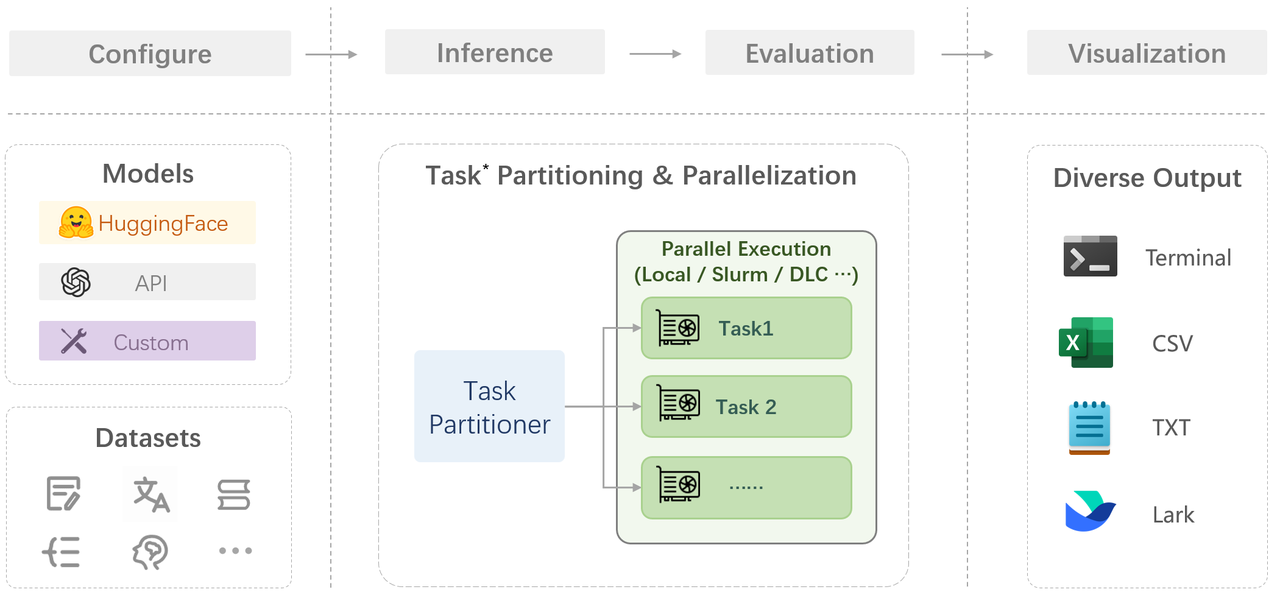 Configure
Inference
Evaluation
Visualization
Models
HuggingFace
API
Custom
Datasets
Task* Partitioning & Parallelization
Task
Partitioner
Parallel Execution
(Local / Slurm / DLC ···)
Task1
Task 2
······
Diverse Output
Terminal
X
CSV
TXT
Lark